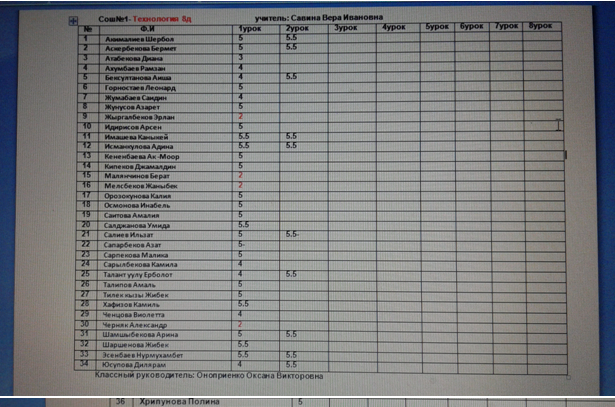 Сош№1- Технология 8д учитель: Савина Вера Ивановна
№ Ф.И 1урок 2урок 3урок 4урок 5урок 6урок 7урок 8урок
1 Анималиев Шербол 5 5.5
2 Аскербенова Бермет 5 5.5
3 Атабекова Диана 3
4 Ахумбаев Рамзан 4
5 Бексултанова Аиша 4 5.5
6 Горностаев Леонард 5
7 Жумабаев Сандин 4
8 Жунусов Азарет 5
9 Жыргалбенов Эрлан 2
10 Идирисов Арсен 5
11 Имашева Каныкей 5.5 5.5
12 Исманкулова Адина 5.5 5.5
13 Кененбаева Ак-Моор 5
14 Кипенов Джамалдин 5
15 Малянчинов Берат 2
16 Мелсбенов Жаныбек 2
17 Орозокунова Калия 5
18 Осмонова Инабель 5
19 Саитова Амалия 5
20 Салджанова Умида 5.5
21 Салиев Ильзат 5 5.5-
22 Сапарбенов Азат 5-
23 Сарпекова Малика 5
24 Сарылбекова Камила 4
25 Талант уулу Ерболот 4 5.5
26 Талипов Амаль 5
27 Тилек кызы Жибек 5
28 Хафизов Камиль 5.5
29 Ченцова Виолетта 4
30 Черняк Александр 2
31 Шамшыбекова Арина 5 5.5
32 Шаршенова Жибек 5.5
33 Эсенбаев Нурмухамбет 5.5 5.5
34 Юсупова Дилярам 4 5.5
Классный руководитель: Оноприенко Оксана Викторовна
36 Хрипунова Полина 5